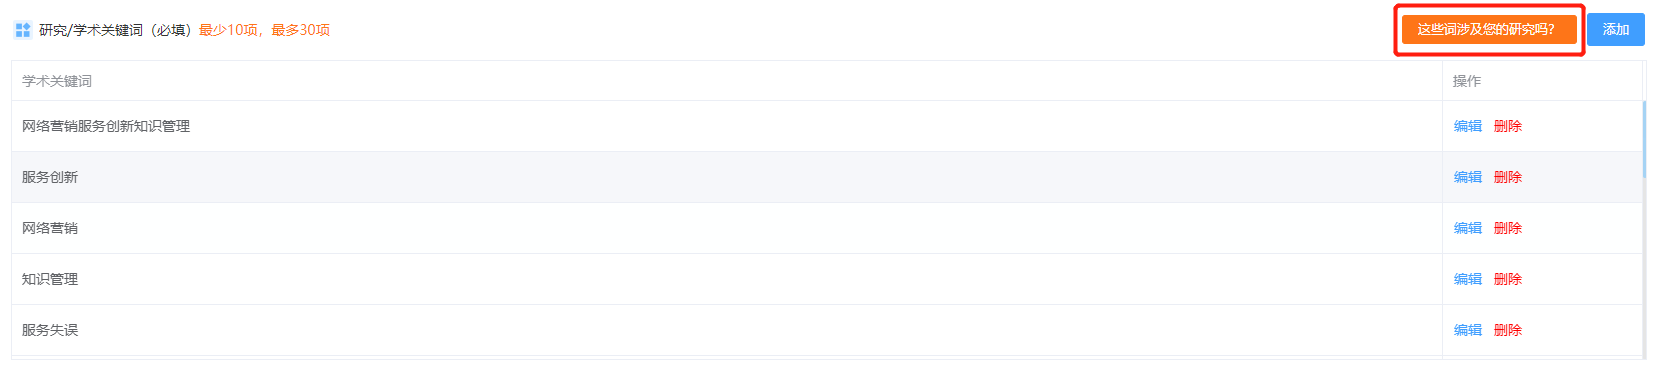 研究/学术关键词（必填）最少10项，最多30项 这些词涉及您的研究吗？ 添加
学术关键词 操作
网络营销服务创新知识管理 编辑 删除
服务创新 编辑 删除
网络营销 编辑 删除
知识管理 编辑 删除
服务失误 编辑 删除